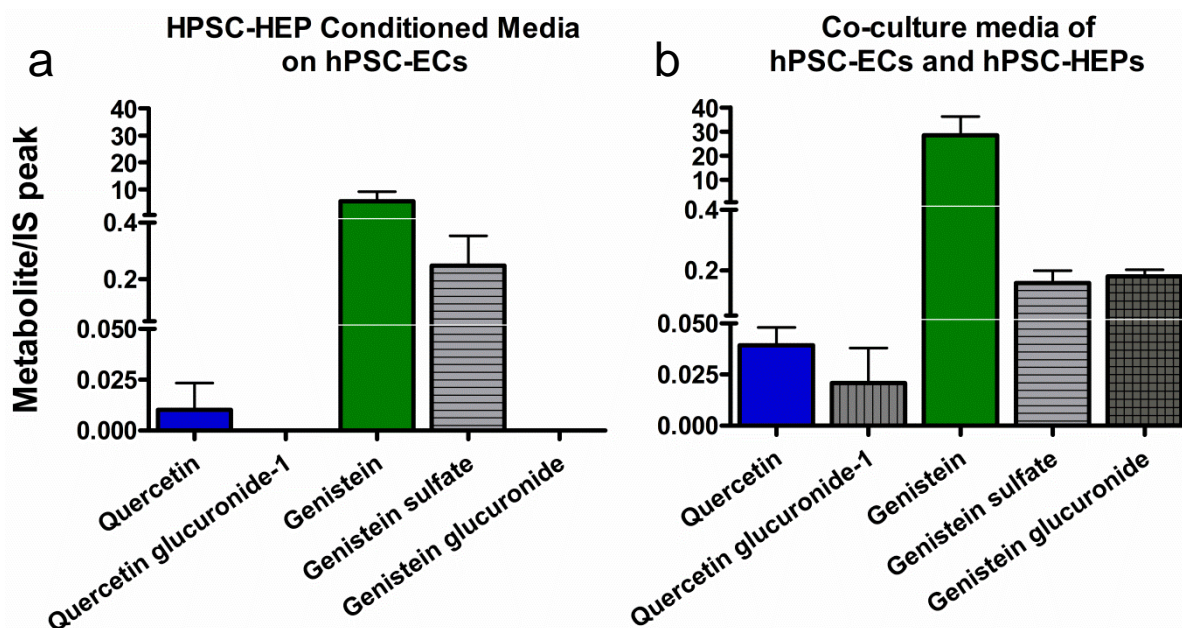 a
HPSC-HEP Conditioned Media
on hPSC-ECs
b
Co-culture media of
hPSC-ECs and hPSC-HEPs
Metabolite/IS peak
40
30
20
10
0.4
0.2
0.050
0.025
0.000
Quercetin
Quercetin glucuronide-1
Genistein
Genistein sulfate
Genistein glucuronide
40
30
20
10
0.4
0.2
0.050
0.025
0.000
Quercetin
Quercetin glucuronide-1
Genistein
Genistein sulfate
Genistein glucuronide